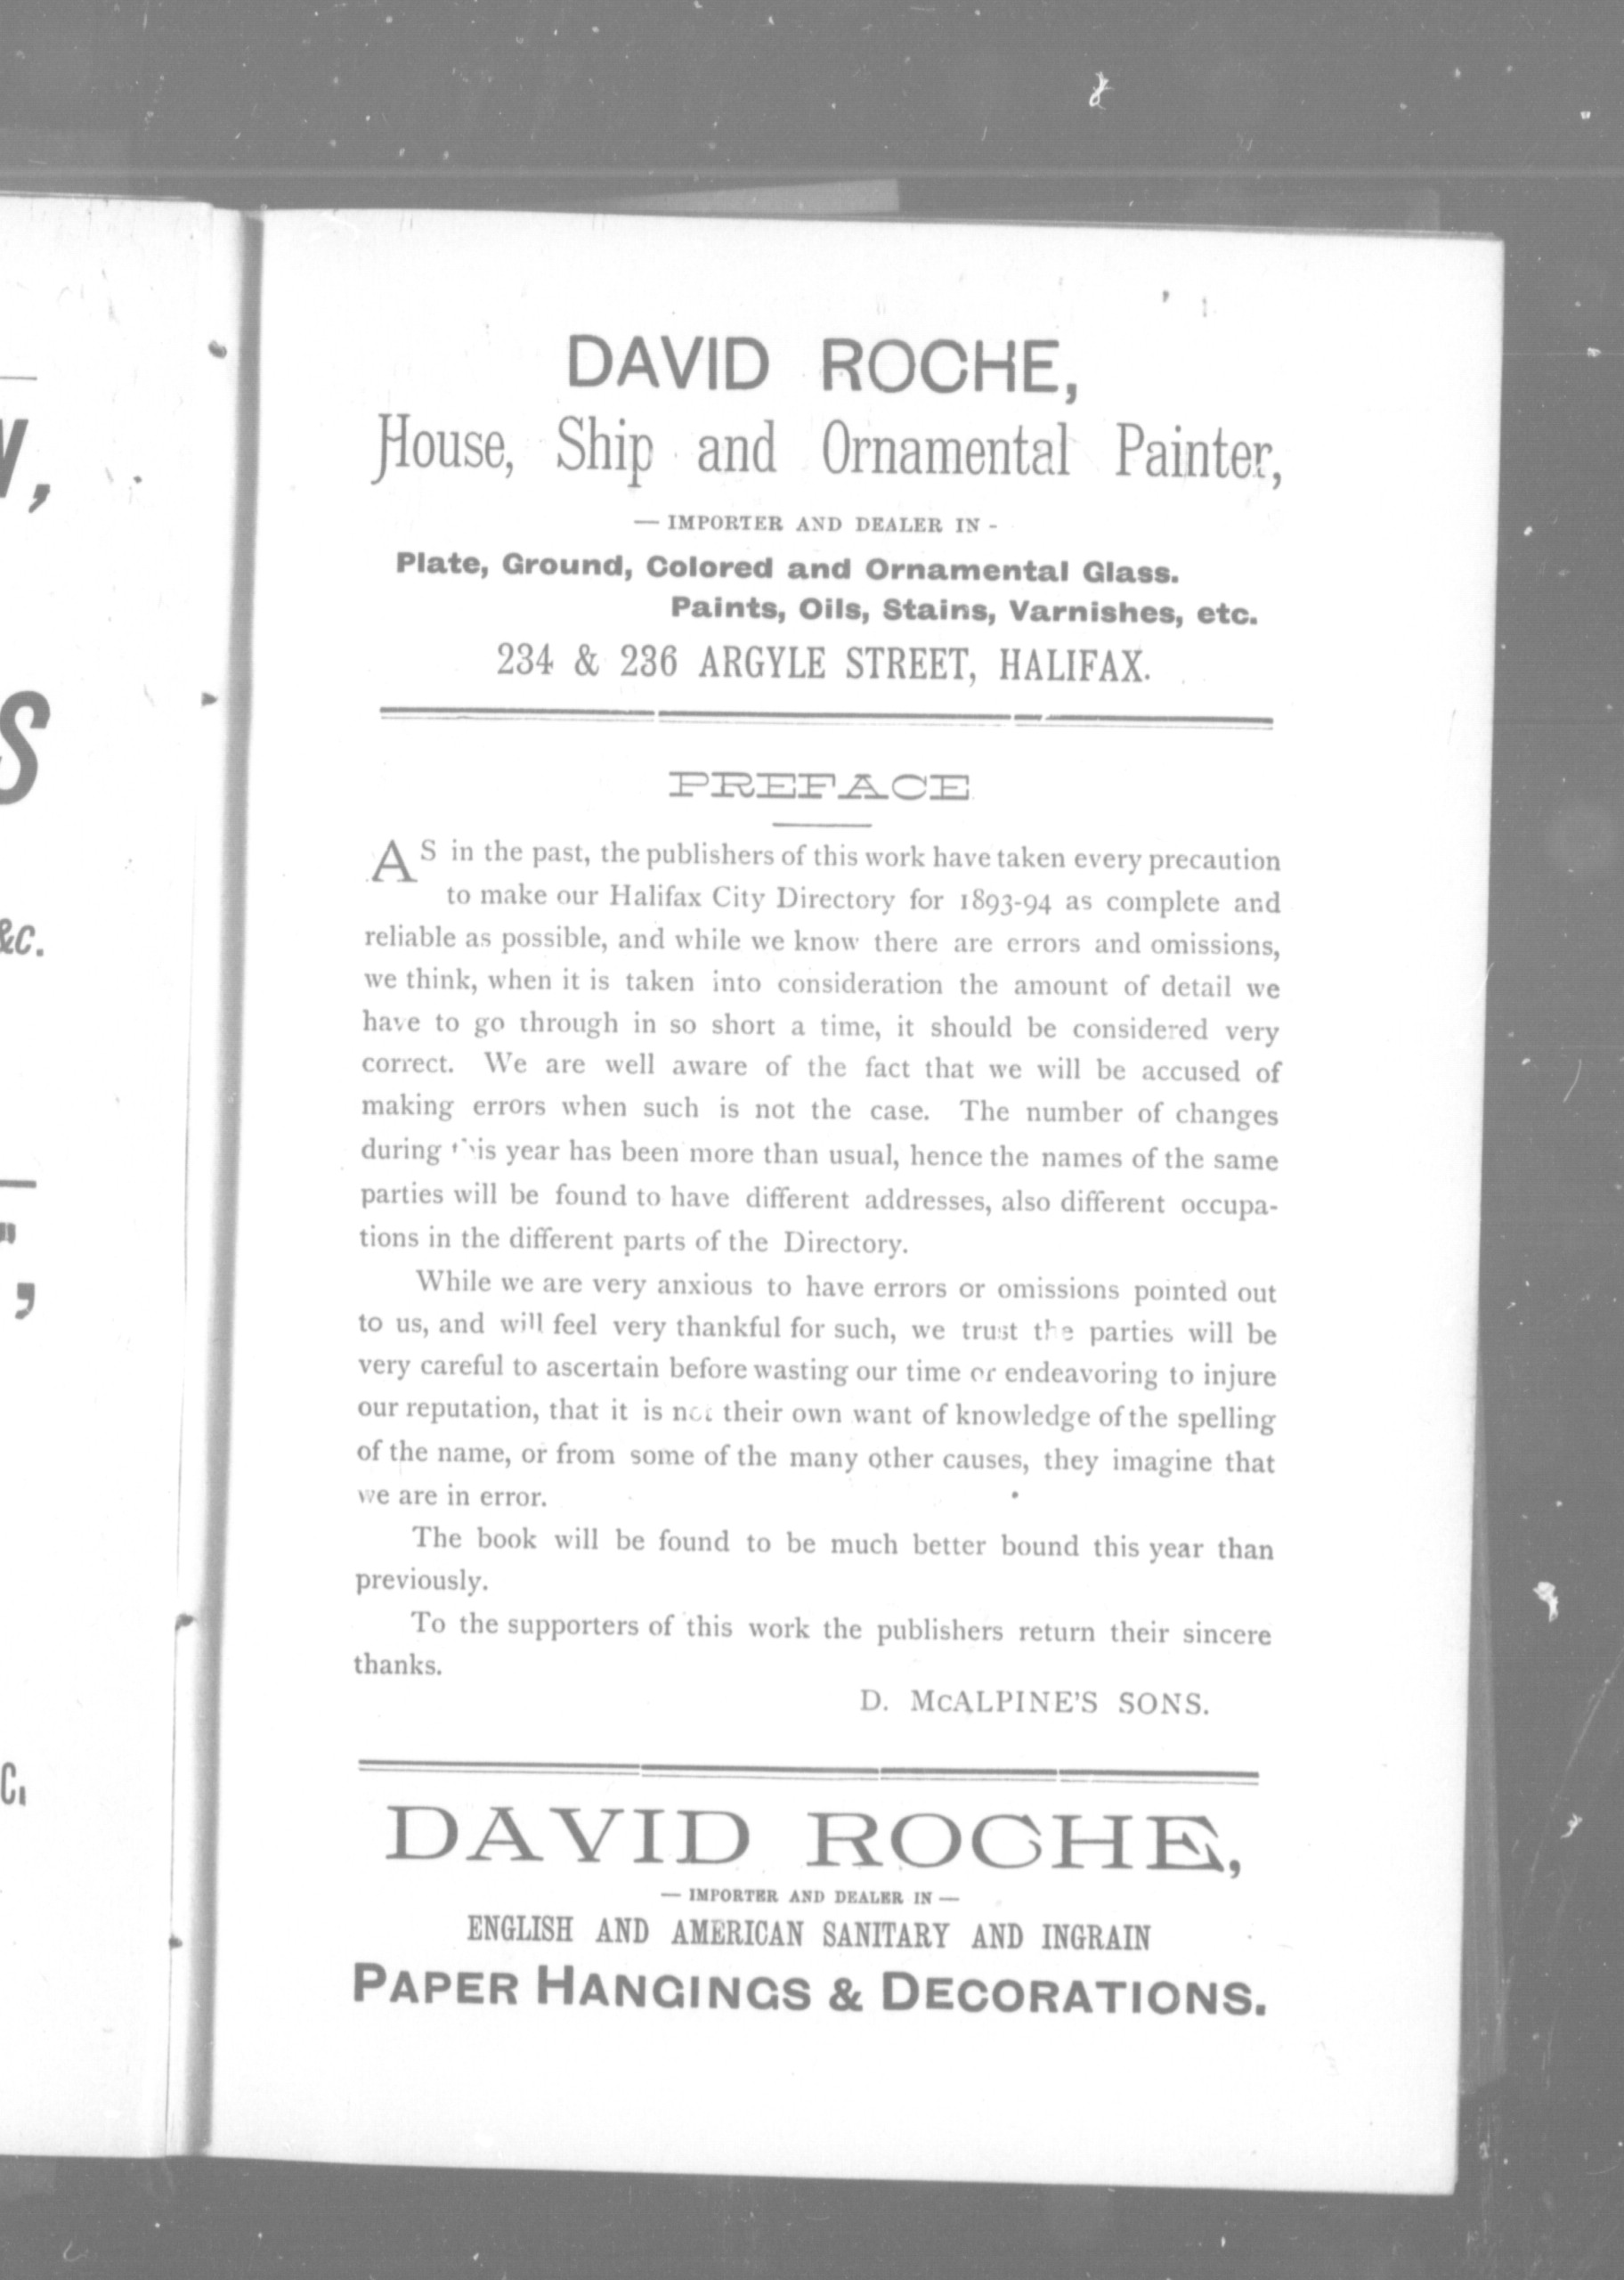 DAVID ROCHE,
House, Ship and Ornamental Painter,
— IMPORTER AND DEALER IN -
Plate, Ground, Colored and Ornamental Glass.
Paints, Oils, Stains, Varnishes, etc.
234 & 236 ARGYLE STREET, HALIFAX.
PREFACE
AS in the past, the publishers of this work have taken every precaution
to make our Halifax City Directory for 1893-94 as complete and
reliable as possible, and while we know there are errors and omissions,
we think, when it is taken into consideration the amount of detail we
have to go through in so short a time, it should be considered very
correct. We are well aware of the fact that we will be accused of
making errors when such is not the case. The number of changes
during this year has been more than usual, hence the names of the same
parties will be found to have different addresses, also different occupa-
tions in the different parts of the Directory.
While we are very anxious to have errors or omissions pointed out
to us, and will feel very thankful for such, we trust the parties will be
very careful to ascertain before wasting our time or endeavoring to injure
our reputation, that it is not their own want of knowledge of the spelling
of the name, or from some of the many other causes, they imagine that
we are in error.
The book will be found to be much better bound this year than
previously.
To the supporters of this work the publishers return their sincere
thanks.
D. McALPINE'S SONS.
DAVID ROCHE,
— IMPORTER AND DEALER IN —
ENGLISH AND AMERICAN SANITARY AND INGRAIN
PAPER HANGINGS & DECORATIONS.
&C.